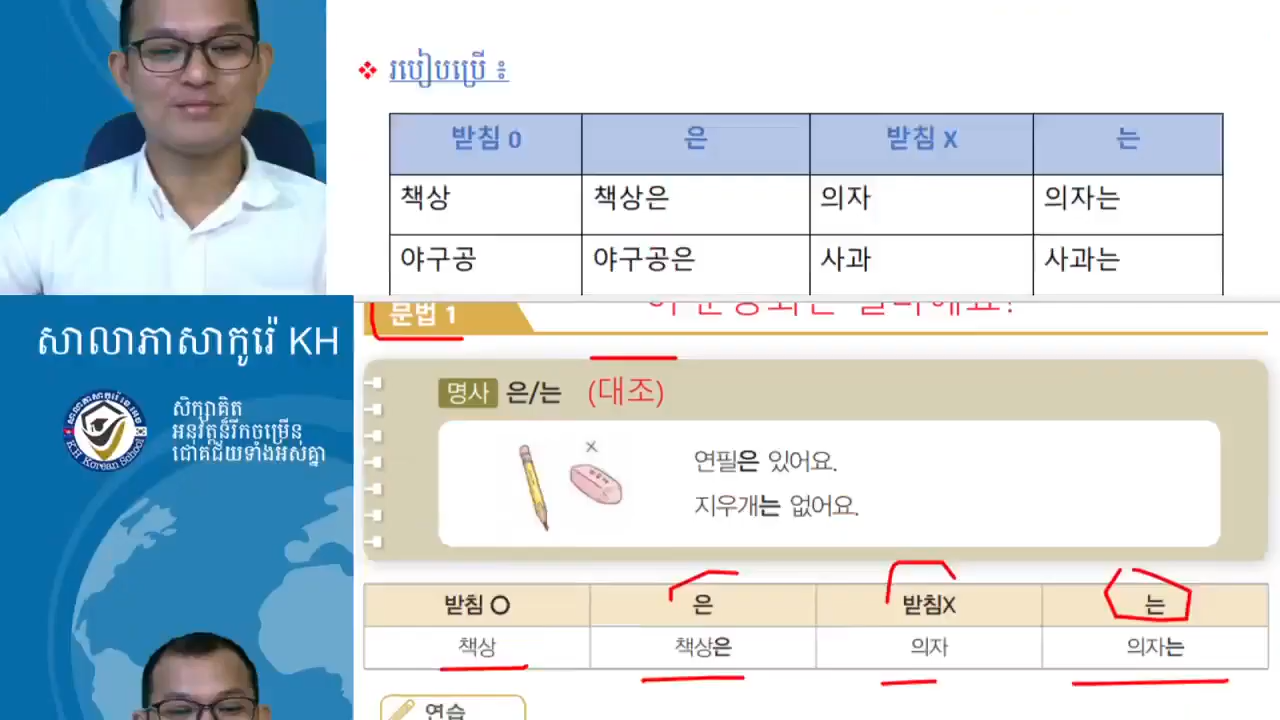 របៀបប្រើ ៖
받침 O 은 받침 X 는
책상 책상은 의자 의자는
야구공 야구공은 사과 사과는
សាលាភាសាកូរ៉េ KH
សិក្សាគិត
អនុវត្តន៍រីកចម្រើន
ជោគជ័យទាំងអស់គ្នា
문법 1
명사 은/는 (대조)
연필은 있어요.
지우개는 없어요.
받침 O 은 받침X 는
책상 책상은 의자 의자는
연습